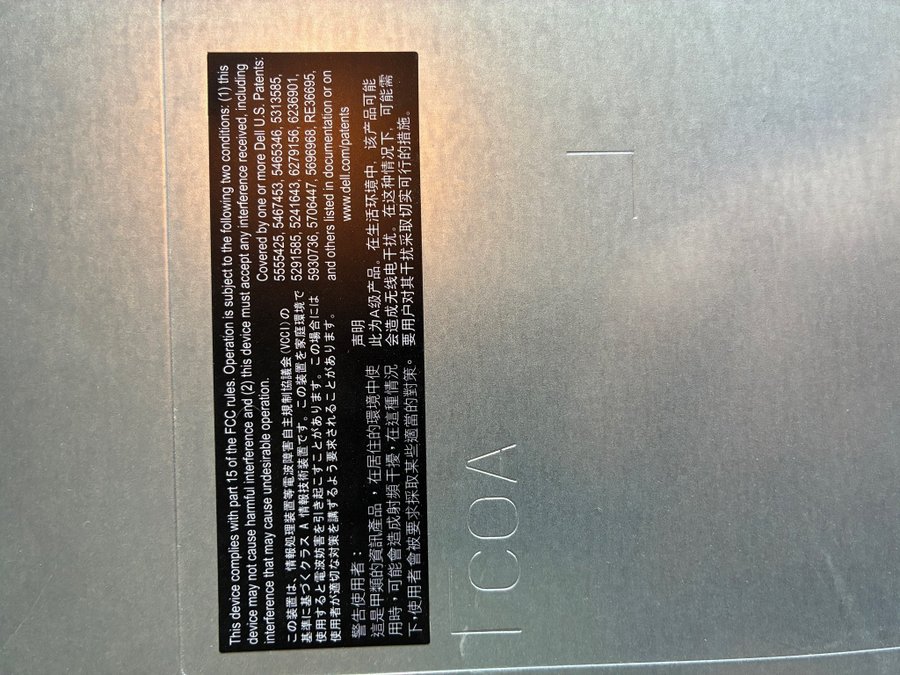 This device complies with part 15 of the FCC rules. Operation is subject to the following two conditions: (1) this
device may not cause harmful interference and (2) this device must accept any interference received, including
interference that may cause undesirable operation.
Covered by one or more Dell U.S. Patents:
5555425, 5467453, 5465346, 5313585,
5291585, 5241643, 6279156, 6236901,
5930736, 5706447, 5696968, RE36695,
and others listed in documentation or on
www.dell.com/patents
この装置は、情報処理装置等電波障害自主規制協議会(VCCI)の
基準に基づくクラス A 情報技術装置です。この装置を家庭環境で
使用すると電波妨害を引き起こすことがあります。この場合には
使用者が適切な対策を講ずるよう要求されることがあります。
警告使用者：
這是甲類的資訊產品，在居住的環境中使
用時，可能會造成射頻干擾，在這種情況
下，使用者會被要求採取某些適當的對策。
声明
此为A级产品。在生活环境中，该产品可能
会造成无线电干扰。在这种情况下，可能需
要用户对其干扰采取切实可行的措施。
COA